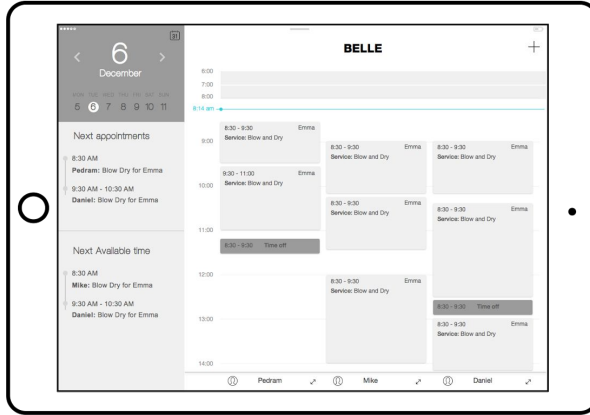 31
6
December
MON TUE WED THU FRI SAT SUN
5 6 7 8 9 10 11
Next appointments
8:30 AM
Pedram: Blow Dry for Emma
9:30 AM - 10:30 AM
Daniel: Blow Dry for Emma
Next Available time
8:30 AM
Mike: Blow Dry for Emma
9:30 AM - 10:30 AM
Daniel: Blow Dry for Emma
BELLE
6:00
7:00
8:00
8:14 am
9:00
10:00
11:00
12:00
13:00
14:00
8:30 - 9:30 Emma
Service: Blow and Dry
9:30 - 11:00 Emma
Service: Blow and Dry
8:30 - 9:30 Time off
8:30 - 9:30 Emma
Service: Blow and Dry
8:30 - 9:30 Emma
Service: Blow and Dry
8:30 - 9:30 Emma
Service: Blow and Dry
8:30 - 9:30 Emma
Service: Blow and Dry
8:30 - 9:30 Emma
Service: Blow and Dry
8:30 - 9:30 Time off
8:30 - 9:30 Emma
Service: Blow and Dry
Pedram Mike Daniel